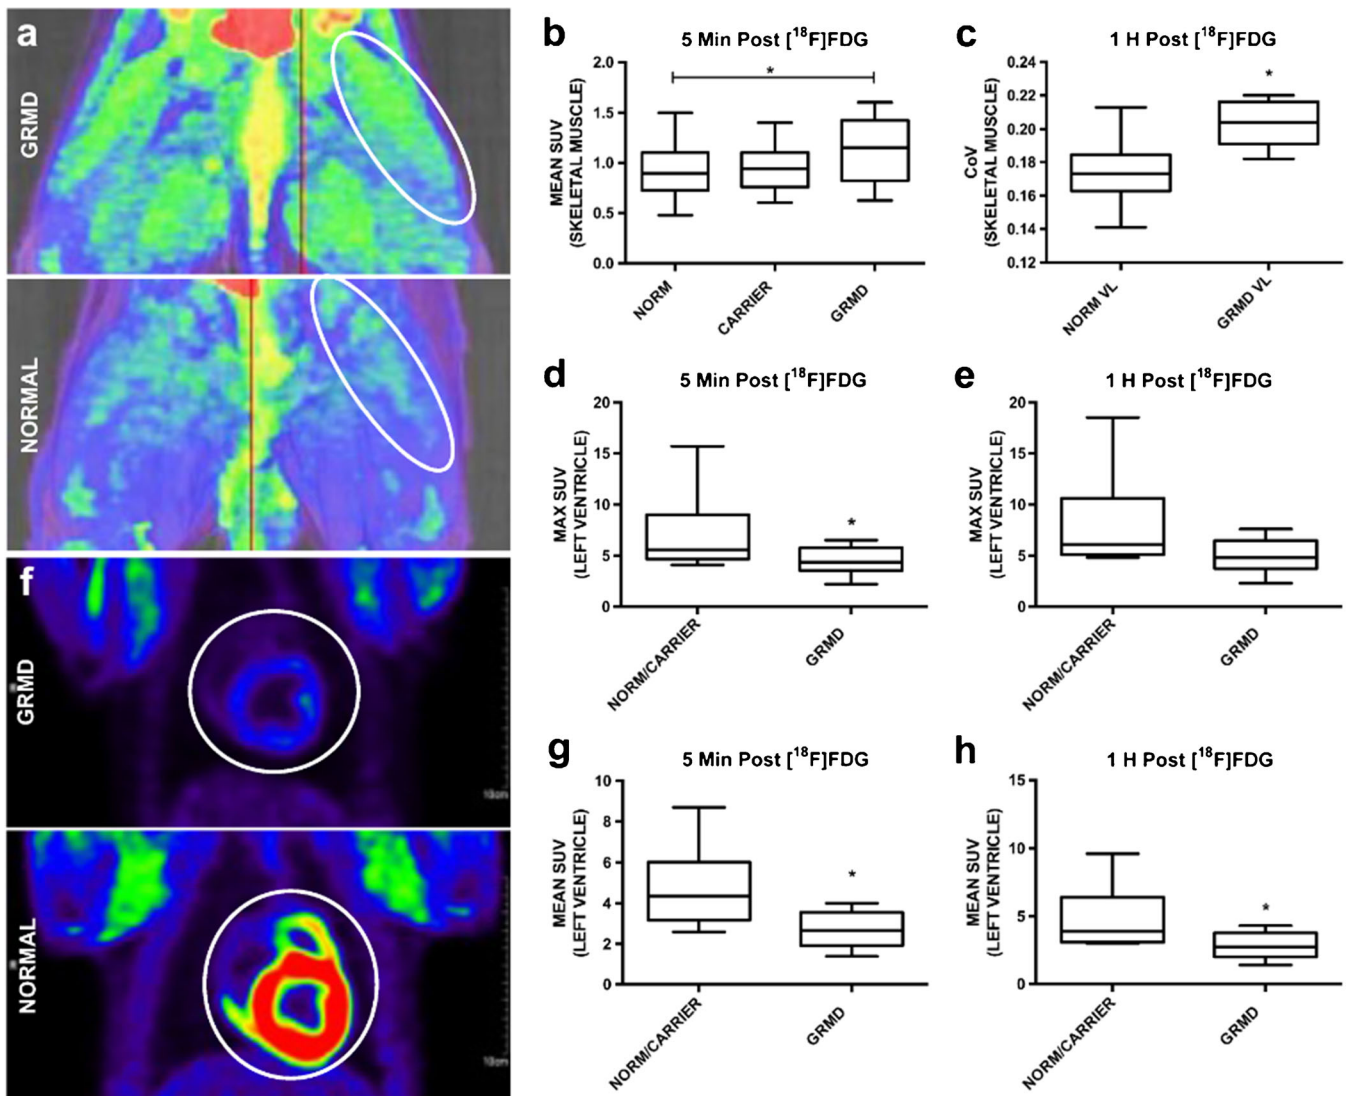 a
GRMD
NORMAL
b
5 Min Post [18F]FDG
MEAN SUV
(SKELETAL MUSCLE)
2.0
1.5
1.0
0.5
0.0
*
NORM
CARRIER
GRMD
c
1 H Post [18F]FDG
CoV
(SKELETAL MUSCLE)
0.24
0.22
0.20
0.18
0.16
0.14
0.12
*
NORM VL
GRMD VL
d
5 Min Post [18F]FDG
MAX SUV
(LEFT VENTRICLE)
20
15
10
5
0
*
NORM/CARRIER
GRMD
e
1 H Post [18F]FDG
MAX SUV
(LEFT VENTRICLE)
20
15
10
5
0
NORM/CARRIER
GRMD
f
GRMD
10cm
NORMAL
10cm
g
5 Min Post [18F]FDG
MEAN SUV
(LEFT VENTRICLE)
10
8
6
4
2
0
*
NORM/CARRIER
GRMD
h
1 H Post [18F]FDG
MEAN SUV
(LEFT VENTRICLE)
15
10
5
0
*
NORM/CARRIER
GRMD